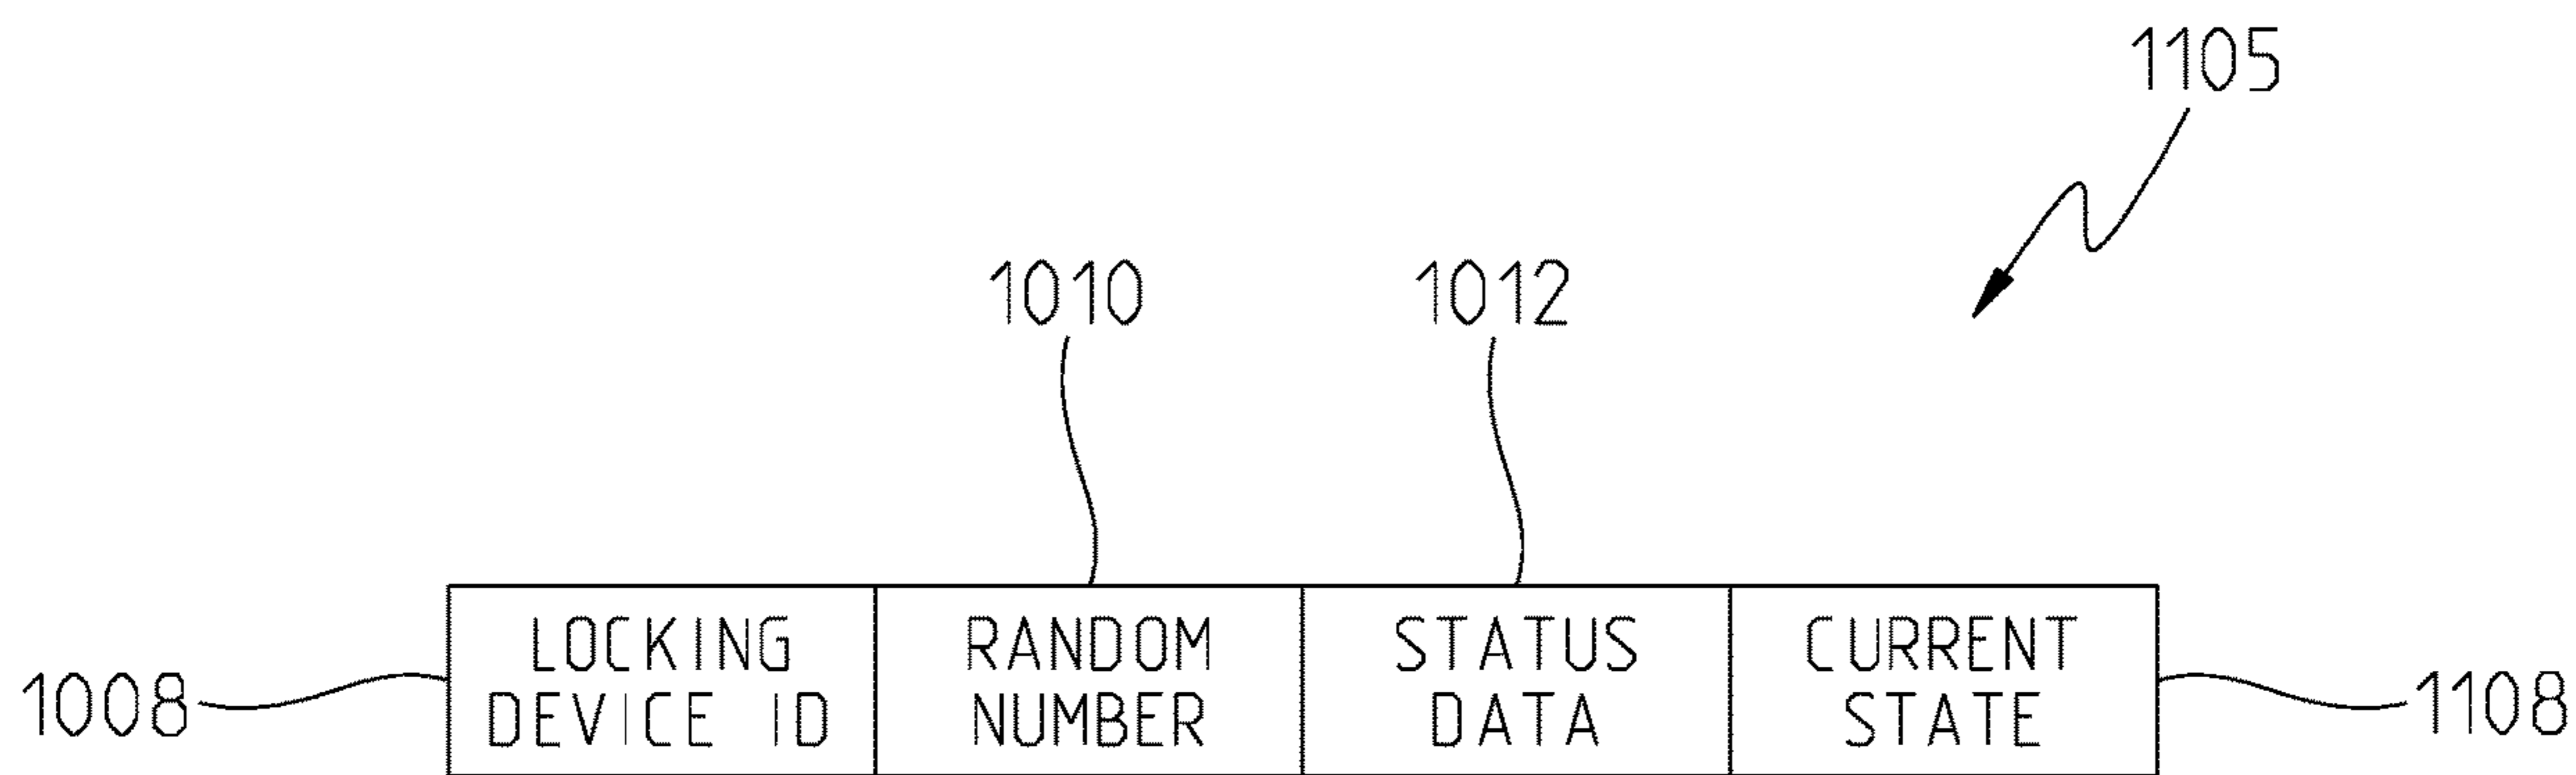 1105
1010
1012
1008
LOCKING
DEVICE ID
RANDOM
NUMBER
STATUS
DATA
CURRENT
STATE
1108